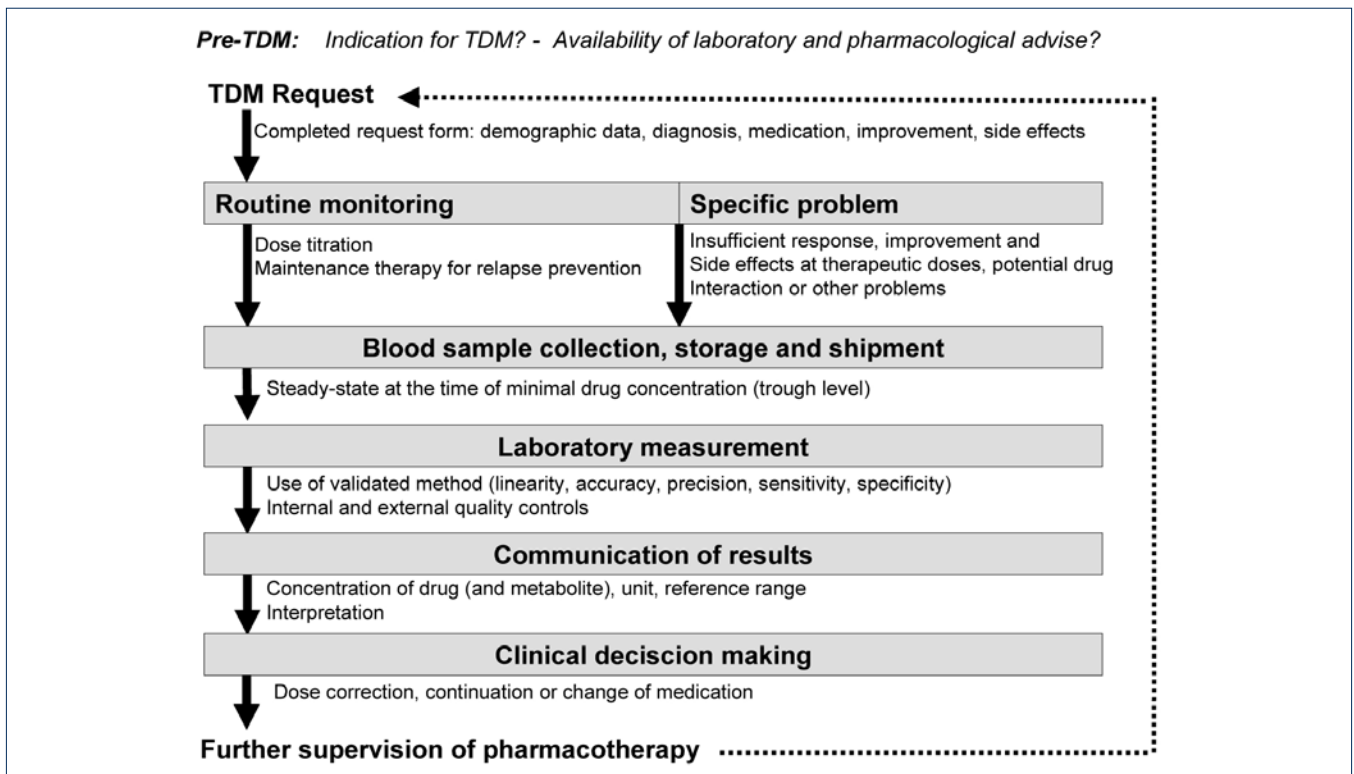 Pre-TDM: Indication for TDM? - Availability of laboratory and pharmacological advise?
TDM Request
Completed request form: demographic data, diagnosis, medication, improvement, side effects
Routine monitoring
Specific problem
Dose titration
Maintenance therapy for relapse prevention
Insufficient response, improvement and
Side effects at therapeutic doses, potential drug
Interaction or other problems
Blood sample collection, storage and shipment
Steady-state at the time of minimal drug concentration (trough level)
Laboratory measurement
Use of validated method (linearity, accuracy, precision, sensitivity, specificity)
Internal and external quality controls
Communication of results
Concentration of drug (and metabolite), unit, reference range
Interpretation
Clinical deciscion making
Dose correction, continuation or change of medication
Further supervision of pharmacotherapy